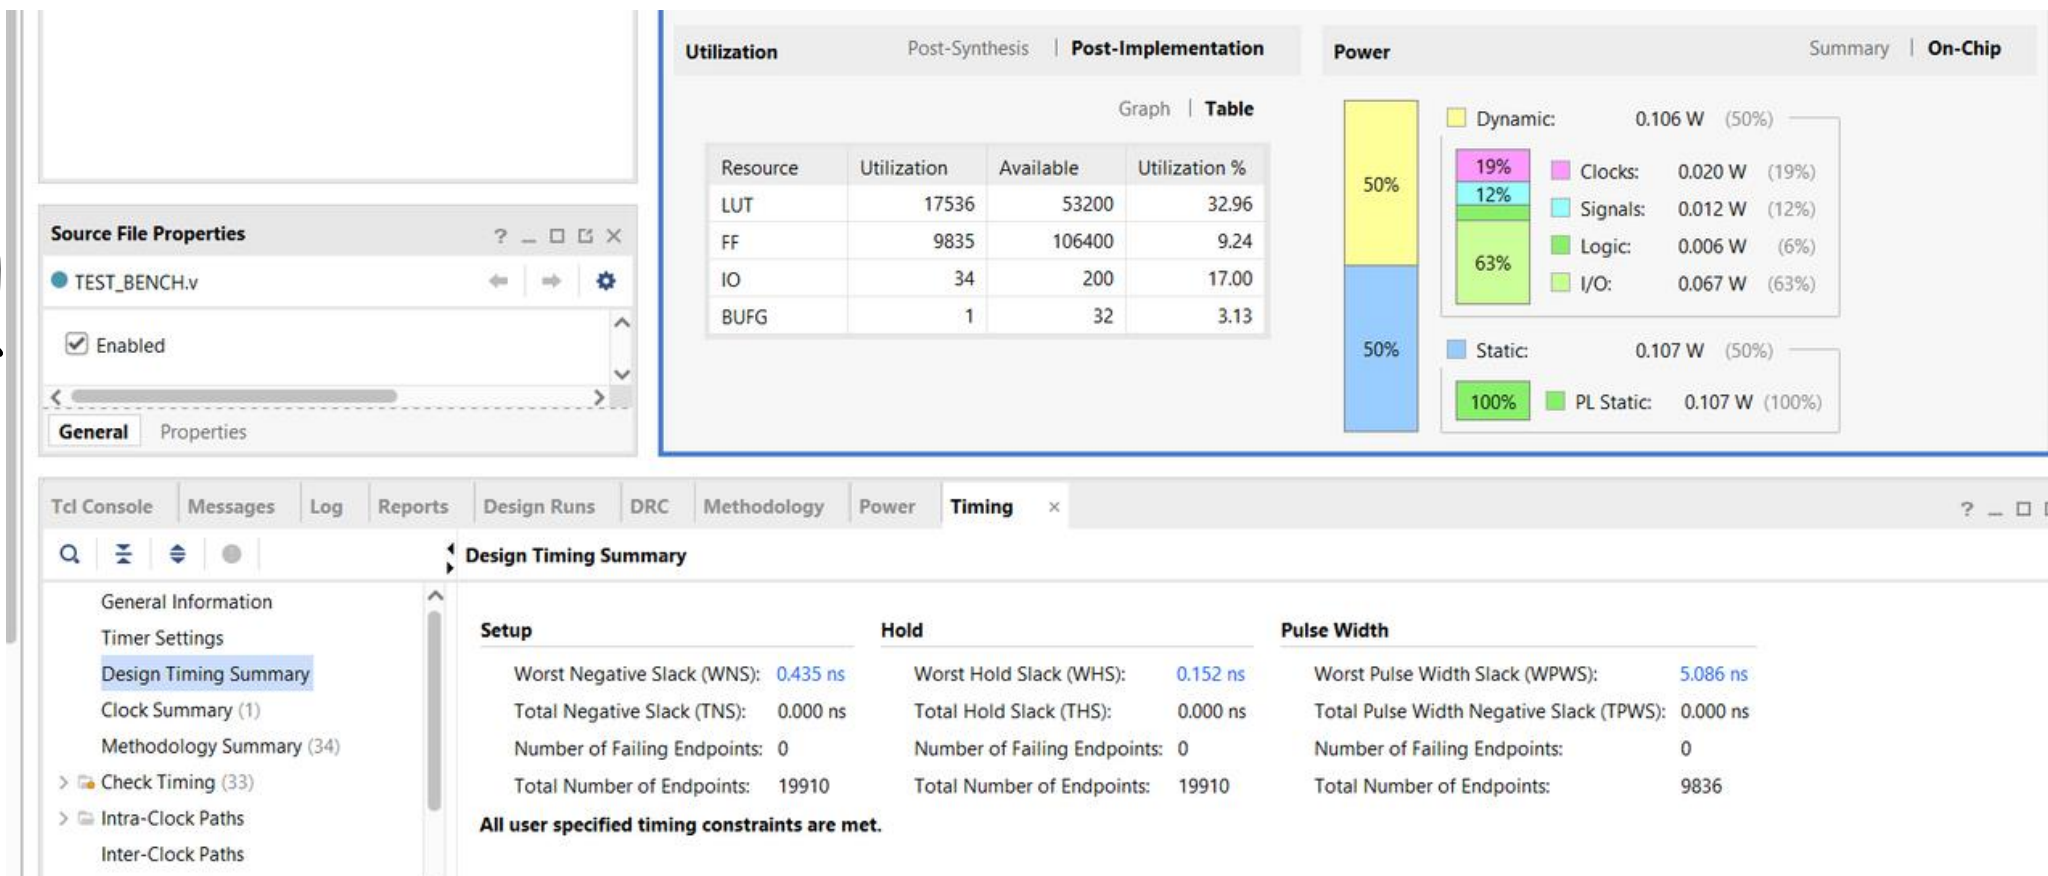 Utilization
Post-Synthesis | Post-Implementation
Graph | Table
Resource Utilization Available Utilization %
LUT 17536 53200 32.96
FF 9835 106400 9.24
IO 34 200 17.00
BUFG 1 32 3.13
Power
Summary | On-Chip
50%
50%
Dynamic: 0.106 W (50%)
19%
12%
63%
Clocks: 0.020 W (19%)
Signals: 0.012 W (12%)
Logic: 0.006 W (6%)
I/O: 0.067 W (63%)
Static: 0.107 W (50%)
100%
PL Static: 0.107 W (100%)
Source File Properties
TEST_BENCH.v
Enabled
General Properties
Tcl Console Messages Log Reports Design Runs DRC Methodology Power Timing
General Information
Timer Settings
Design Timing Summary
Clock Summary (1)
Methodology Summary (34)
Check Timing (33)
Intra-Clock Paths
Inter-Clock Paths
Design Timing Summary
Setup
Worst Negative Slack (WNS): 0.435 ns
Total Negative Slack (TNS): 0.000 ns
Number of Failing Endpoints: 0
Total Number of Endpoints: 19910
Hold
Worst Hold Slack (WHS): 0.152 ns
Total Hold Slack (THS): 0.000 ns
Number of Failing Endpoints: 0
Total Number of Endpoints: 19910
Pulse Width
Worst Pulse Width Slack (WPWS): 5.086 ns
Total Pulse Width Negative Slack (TPWS): 0.000 ns
Number of Failing Endpoints: 0
Total Number of Endpoints: 9836
All user specified timing constraints are met.